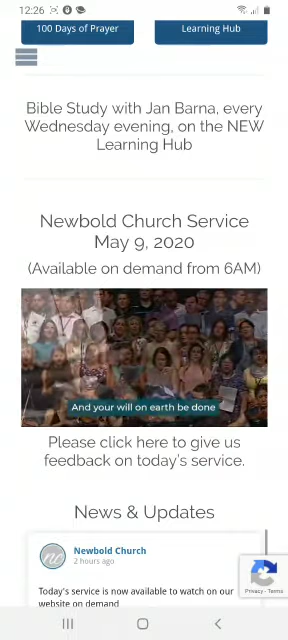 12:26
100 Days of Prayer
Learning Hub
Bible Study with Jan Barna, every
Wednesday evening, on the NEW
Learning Hub
Newbold Church Service
May 9, 2020
(Available on demand from 6AM)
And your will on earth be done
Please click here to give us
feedback on today's service.
News & Updates
nc
Newbold Church
2 hours ago
Today's service is now available to watch on our
website on demand
Privacy - Terms